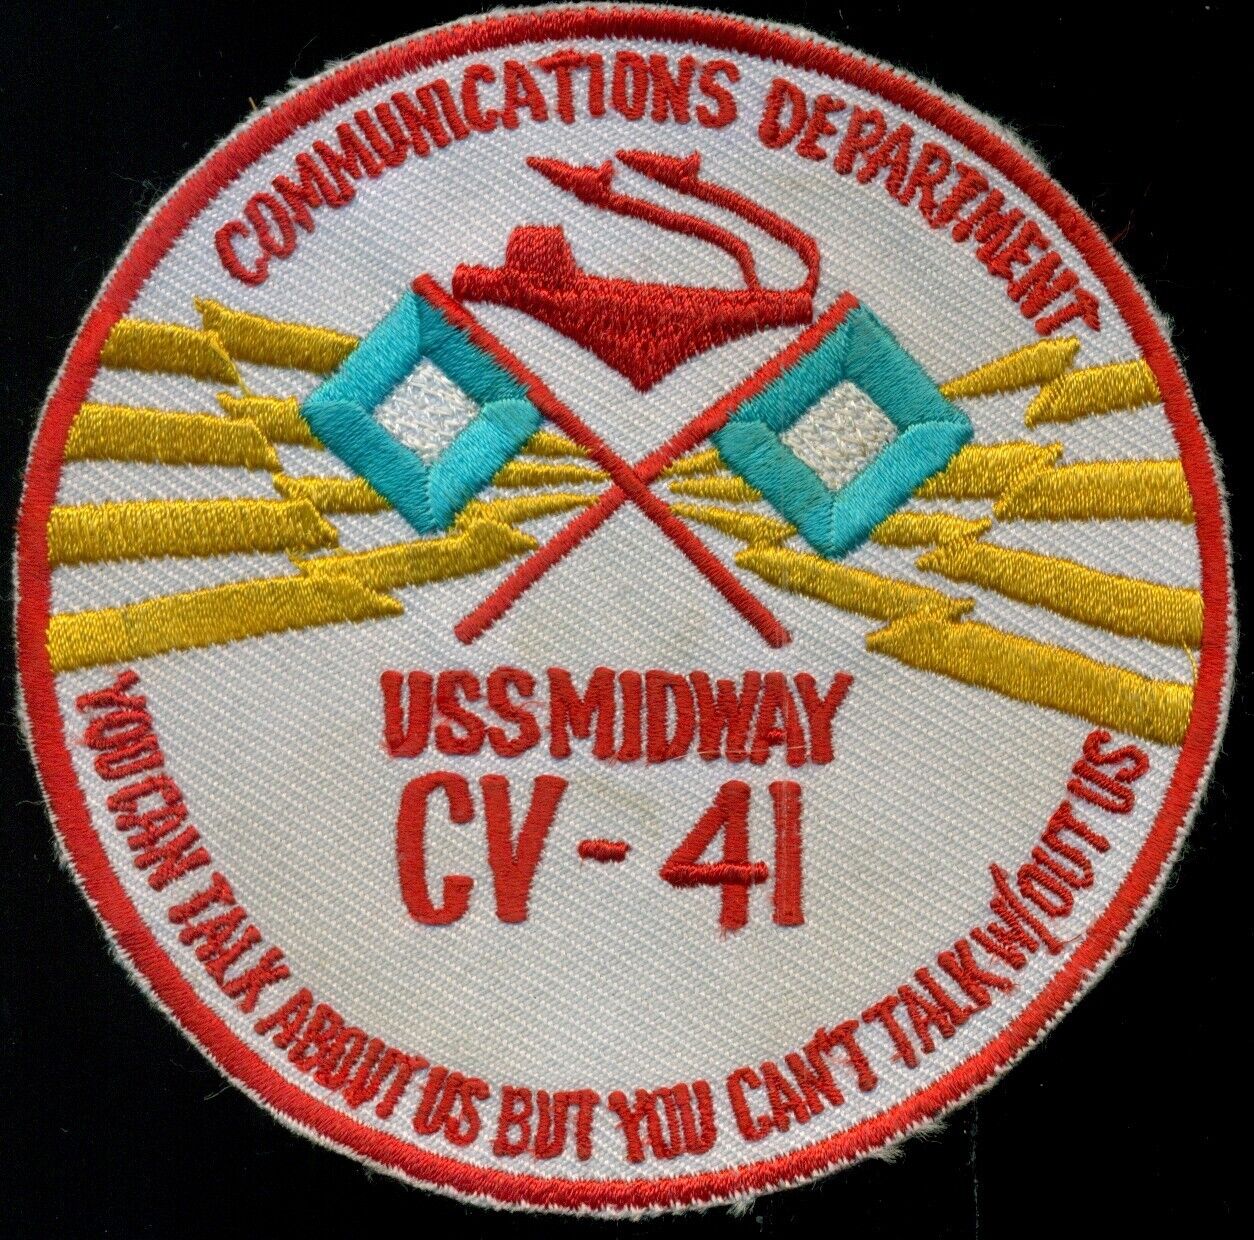 COMMUNICATIONS DEPARTMENT
USS MIDWAY
CV-41
YOU CAN TALK ABOUT US BUT YOU CAN'T TALK W/OUT US